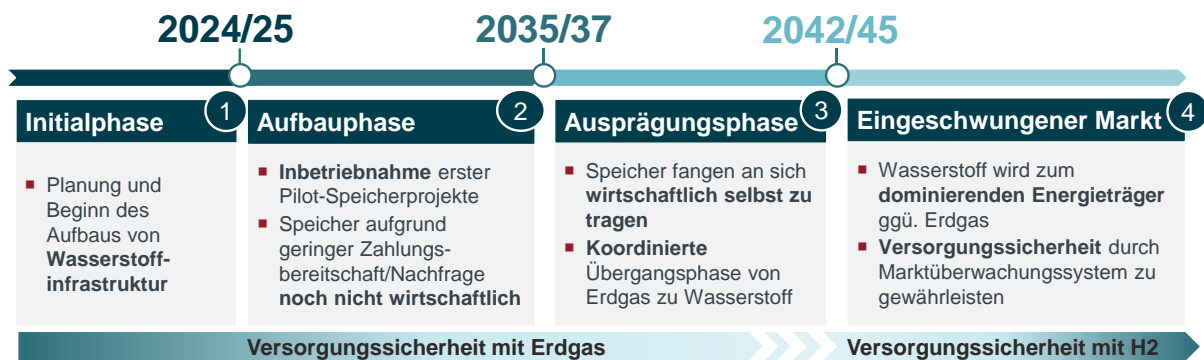 2024/25
2035/37
2042/45
1
Initialphase
▪ Planung und
Beginn des
Aufbaus von
Wasserstoff-
infrastruktur
2
Aufbauphase
▪ Inbetriebnahme erster
Pilot-Speicherprojekte
▪ Speicher aufgrund
geringer Zahlungs-
bereitschaft/Nachfrage
noch nicht wirtschaftlich
3
Ausprägungsphase
▪ Speicher fangen an sich
wirtschaftlich selbst zu
tragen
▪ Koordinierte
Übergangsphase von
Erdgas zu Wasserstoff
4
Eingeschwungener Markt
▪ Wasserstoff wird zum
dominierenden Energieträger
ggü. Erdgas
▪ Versorgungssicherheit durch
Marktüberwachungssystem zu
gewährleisten
Versorgungssicherheit mit Erdgas
Versorgungssicherheit mit H2